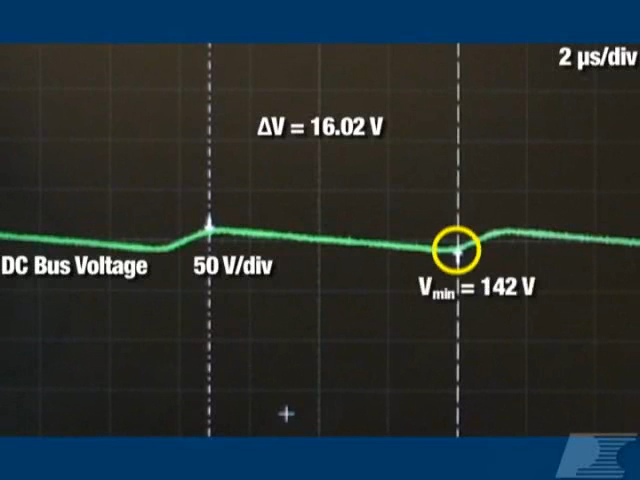 2 µs/div
ΔV = 16.02 V
DC Bus Voltage
50 V/div
Vmin = 142 V